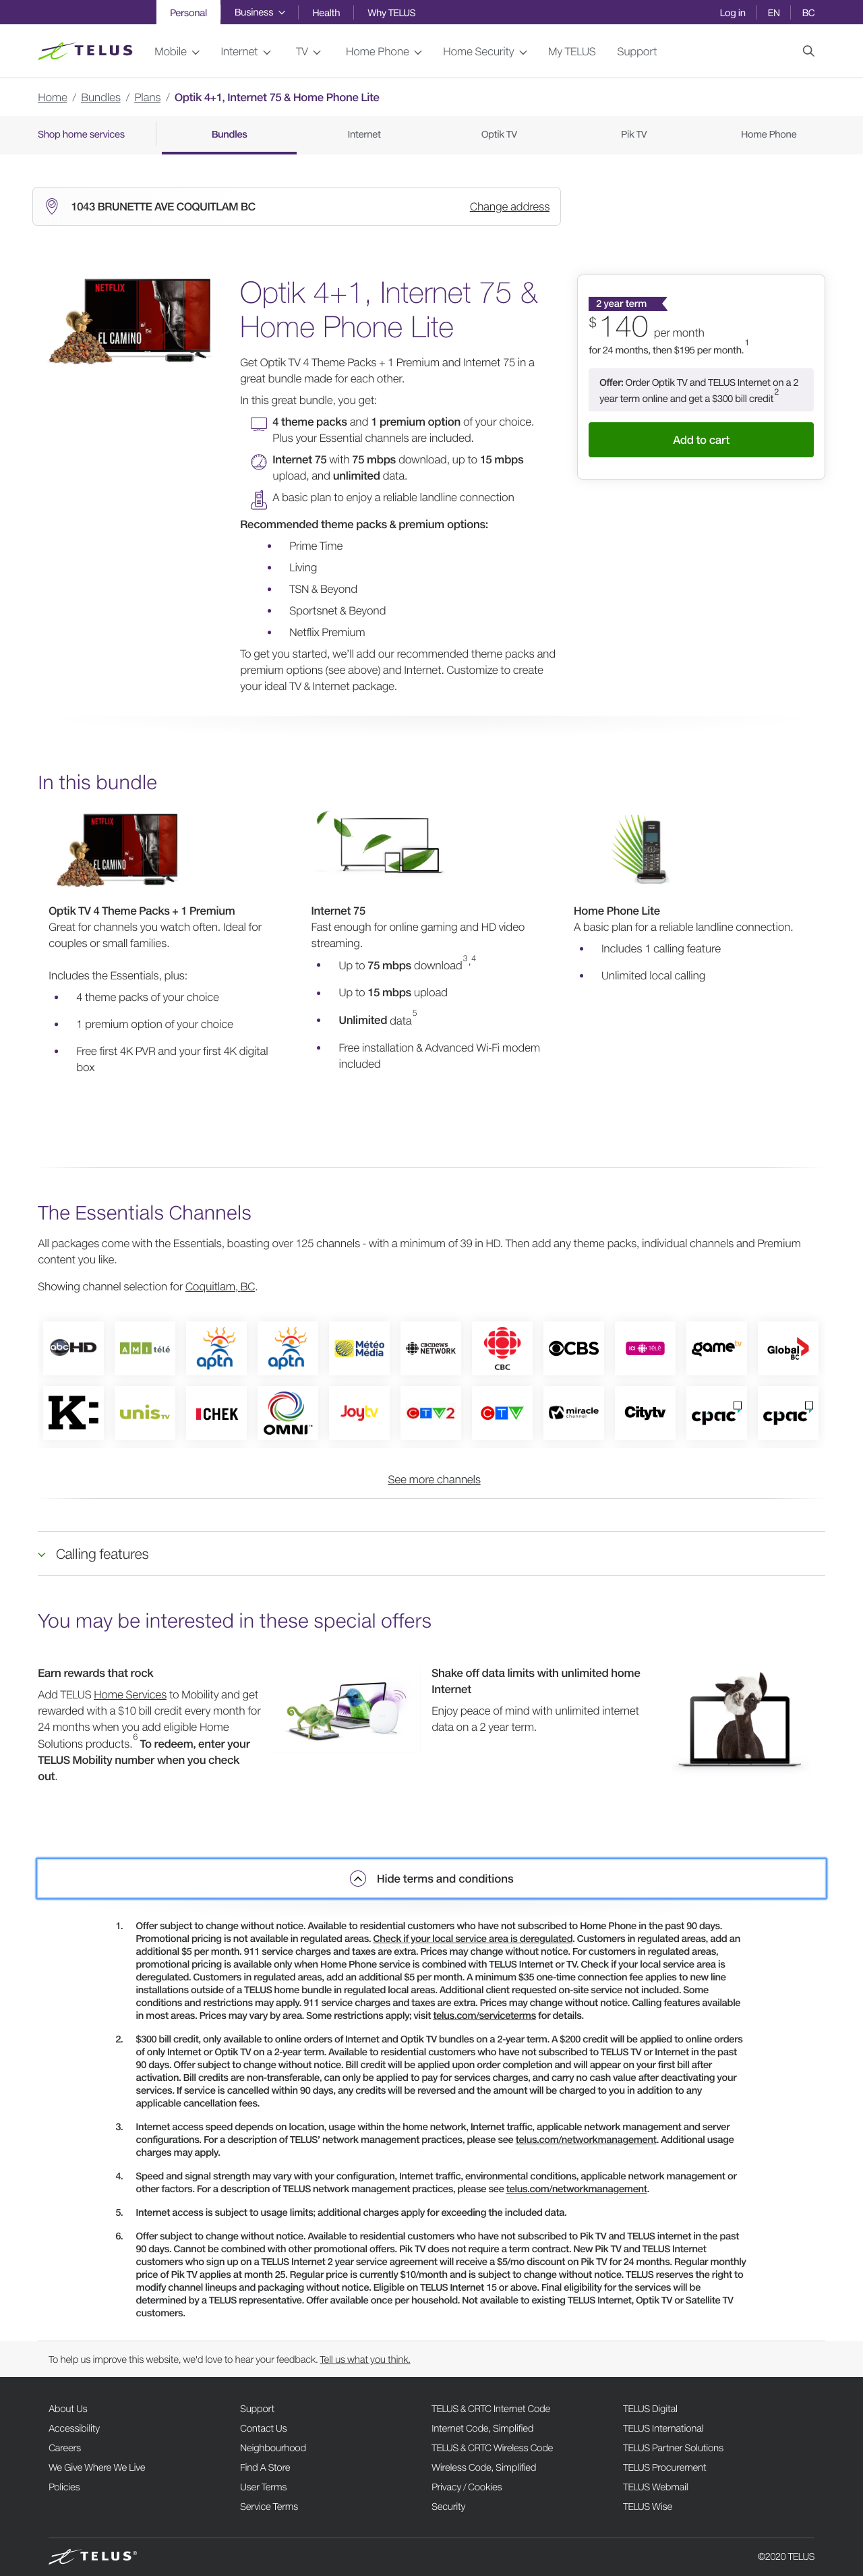 Personal Business Health Why TELUS Log in EN BC
TELUS Mobile Internet TV Home Phone Home Security My TELUS Support
Home / Bundles / Plans / Optik 4+1, Internet 75 & Home Phone Lite
Shop home services Bundles Internet Optik TV Pik TV Home Phone
1043 BRUNETTE AVE COQUITLAM BC Change address
NETFLIX
EL CAMINO
Optik 4+1, Internet 75 &
Home Phone Lite
Get Optik TV 4 Theme Packs + 1 Premium and Internet 75 in a
great bundle made for each other.
In this great bundle, you get:
4 theme packs and 1 premium option of your choice.
Plus your Essential channels are included.
Internet 75 with 75 mbps download, up to 15 mbps
upload, and unlimited data.
A basic plan to enjoy a reliable landline connection
Recommended theme packs & premium options:
• Prime Time
• Living
• TSN & Beyond
• Sportsnet & Beyond
• Netflix Premium
To get you started, we'll add our recommended theme packs and
premium options (see above) and Internet. Customize to create
your ideal TV & Internet package.
2 year term
$140 per month
for 24 months, then $195 per month.1
Offer: Order Optik TV and TELUS Internet on a 2
year term online and get a $300 bill credit2
Add to cart
In this bundle
NETFLIX
EL CAMINO
Optik TV 4 Theme Packs + 1 Premium
Great for channels you watch often. Ideal for
couples or small families.
Includes the Essentials, plus:
• 4 theme packs of your choice
• 1 premium option of your choice
• Free first 4K PVR and your first 4K digital
box
Internet 75
Fast enough for online gaming and HD video
streaming.
• Up to 75 mbps download3,4
• Up to 15 mbps upload
• Unlimited data5
• Free installation & Advanced Wi-Fi modem
included
Home Phone Lite
A basic plan for a reliable landline connection.
• Includes 1 calling feature
• Unlimited local calling
The Essentials Channels
All packages come with the Essentials, boasting over 125 channels - with a minimum of 39 in HD. Then add any theme packs, individual channels and Premium
content you like.
Showing channel selection for Coquitlam, BC.
abc HD AMI télé aptn aptn Météo Média cbc news NETWORK CBC CBS ICI TÉLÉ gametv Global BC
K: unis TV CHEK OMNI Joytv CTV2 CTV miracle channel Citytv cpac cpac
See more channels
Calling features
You may be interested in these special offers
Earn rewards that rock
Add TELUS Home Services to Mobility and get
rewarded with a $10 bill credit every month for
24 months when you add eligible Home
Solutions products.6 To redeem, enter your
TELUS Mobility number when you check
out.
Shake off data limits with unlimited home
Internet
Enjoy peace of mind with unlimited internet
data on a 2 year term.
Hide terms and conditions
1. Offer subject to change without notice. Available to residential customers who have not subscribed to Home Phone in the past 90 days.
Promotional pricing is not available in regulated areas. Check if your local service area is deregulated. Customers in regulated areas, add an
additional $5 per month. 911 service charges and taxes are extra. Prices may change without notice. For customers in regulated areas,
promotional pricing is available only when Home Phone service is combined with TELUS Internet or TV. Check if your local service area is
deregulated. Customers in regulated areas, add an additional $5 per month. A minimum $35 one-time connection fee applies to new line
installations outside of a TELUS home bundle in regulated local areas. Additional client requested on-site service not included. Some
conditions and restrictions may apply. 911 service charges and taxes are extra. Prices may change without notice. Calling features available
in most areas. Prices may vary by area. Some restrictions apply; visit telus.com/serviceterms for details.
2. $300 bill credit, only available to online orders of Internet and Optik TV bundles on a 2-year term. A $200 credit will be applied to online orders
of only Internet or Optik TV on a 2-year term. Available to residential customers who have not subscribed to TELUS TV or Internet in the past
90 days. Offer subject to change without notice. Bill credit will be applied upon order completion and will appear on your first bill after
activation. Bill credits are non-transferable, can only be applied to pay for services charges, and carry no cash value after deactivating your
services. If service is cancelled within 90 days, any credits will be reversed and the amount will be charged to you in addition to any
applicable cancellation fees.
3. Internet access speed depends on location, usage within the home network, Internet traffic, applicable network management and server
configurations. For a description of TELUS' network management practices, please see telus.com/networkmanagement. Additional usage
charges may apply.
4. Speed and signal strength may vary with your configuration, Internet traffic, environmental conditions, applicable network management or
other factors. For a description of TELUS network management practices, please see telus.com/networkmanagement.
5. Internet access is subject to usage limits; additional charges apply for exceeding the included data.
6. Offer subject to change without notice. Available to residential customers who have not subscribed to Pik TV and TELUS internet in the past
90 days. Cannot be combined with other promotional offers. Pik TV does not require a term contract. New Pik TV and TELUS Internet
customers who sign up on a TELUS Internet 2 year service agreement will receive a $5/mo discount on Pik TV for 24 months. Regular monthly
price of Pik TV applies at month 25. Regular price is currently $10/month and is subject to change without notice. TELUS reserves the right to
modify channel lineups and packaging without notice. Eligible on TELUS Internet 15 or above. Final eligibility for the services will be
determined by a TELUS representative. Offer available once per household. Not available to existing TELUS Internet, Optik TV or Satellite TV
customers.
To help us improve this website, we'd love to hear your feedback. Tell us what you think.
About Us Support TELUS & CRTC Internet Code TELUS Digital
Accessibility Contact Us Internet Code, Simplified TELUS International
Careers Neighbourhood TELUS & CRTC Wireless Code TELUS Partner Solutions
We Give Where We Live Find A Store Wireless Code, Simplified TELUS Procurement
Policies User Terms Privacy / Cookies TELUS Webmail
Service Terms Security TELUS Wise
TELUS® ©2020 TELUS